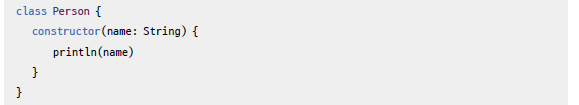 class Person {
constructor(name: String) {
println(name)
}
}